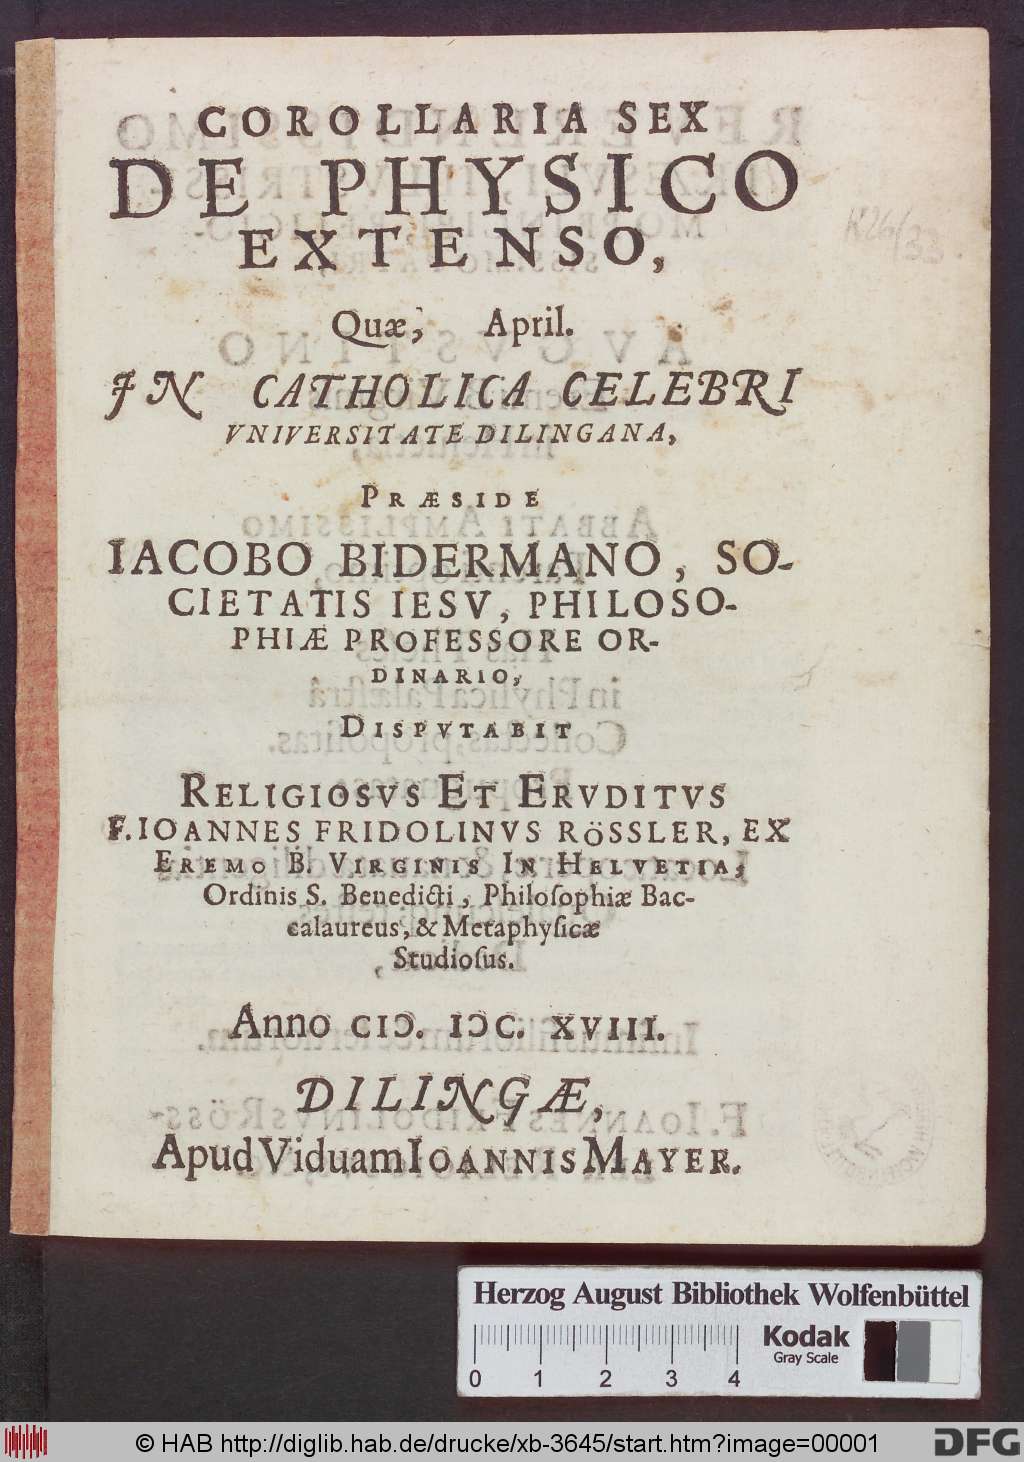 COROLLARIA SEX
DE PHYSICO
EXTENSO,
Quæ, April.
IN CATHOLICA CELEBRI
VNIVERSITATE DILINGANA,
PRÆSIDE
IACOBO BIDERMANO, SO-
CIETATIS IESV, PHILOSO-
PHIÆ PROFESSORE OR-
DINARIO,
DISPVTABIT
RELIGIOSVS ET ERVDITVS
F. IOANNES FRIDOLINVS RÖSSLER, EX
EREMO B. VIRGINIS IN HELVETIA,
Ordinis S. Benedicti, Philoſophiæ Bac-
calaureus, & Metaphyſicæ
Studioſus.
Anno CIↃ. IↃC. XVIII.
DILINGÆ,
Apud Viduam IOANNIS MAYER.
Herzog August Bibliothek Wolfenbüttel
Kodak
Gray Scale
0 1 2 3 4
© HAB http://diglib.hab.de/drucke/xb-3645/start.htm?image=00001
DFG